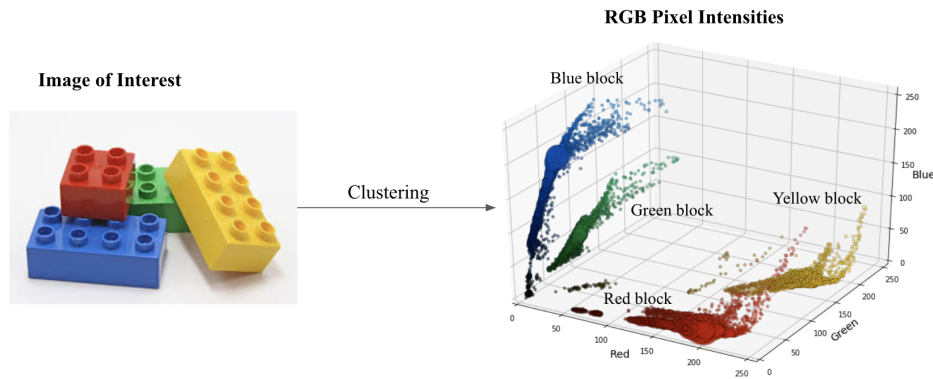 RGB Pixel Intensities
Image of Interest
Clustering
Blue block
Green block
Yellow block
Red block
250
200
150
100
50
0
Blue
0
50
100
150
200
250
Red
0
50
100
150
200
250
Green